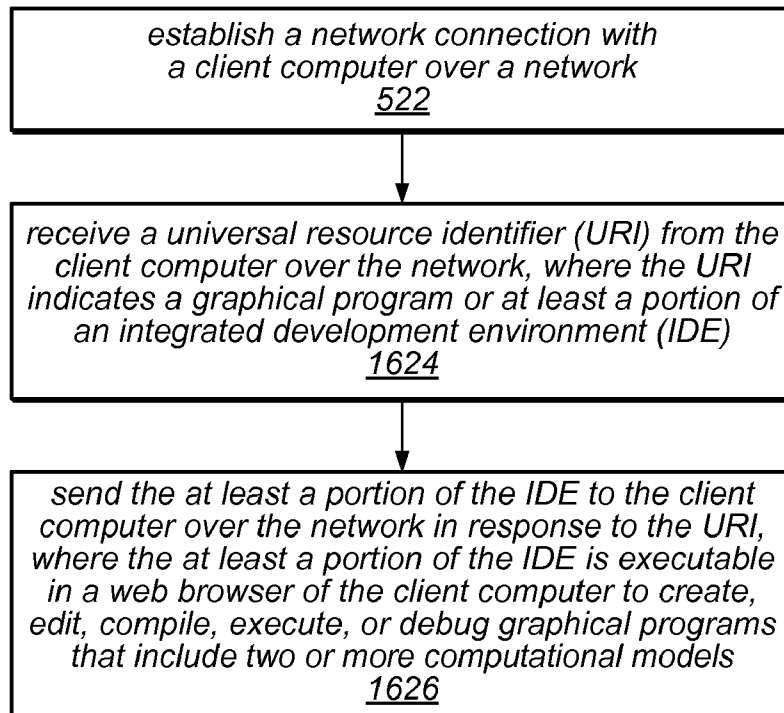 establish a network connection with
a client computer over a network
522
receive a universal resource identifier (URI) from the
client computer over the network, where the URI
indicates a graphical program or at least a portion of
an integrated development environment (IDE)
1624
send the at least a portion of the IDE to the client
computer over the network in response to the URI,
where the at least a portion of the IDE is executable
in a web browser of the client computer to create,
edit, compile, execute, or debug graphical programs
that include two or more computational models
1626